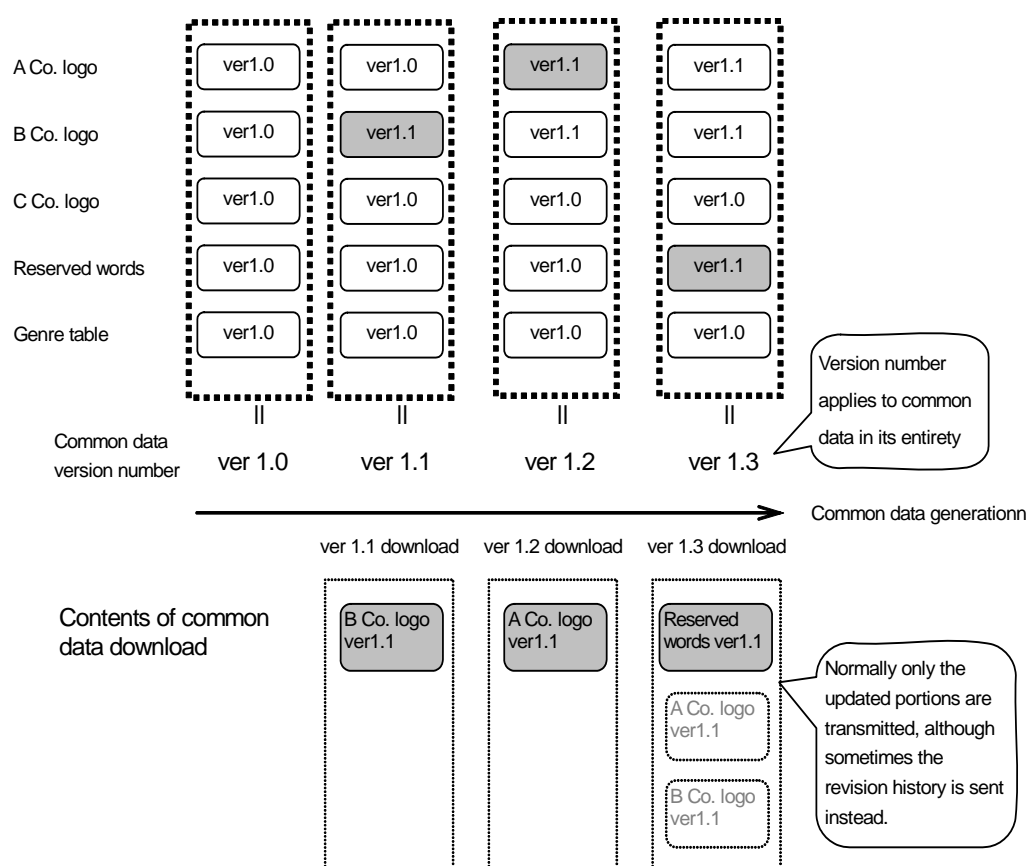 A Co. logo ver1.0 ver1.0 ver1.1 ver1.1
B Co. logo ver1.0 ver1.1 ver1.1 ver1.1
C Co. logo ver1.0 ver1.0 ver1.0 ver1.0
Reserved words ver1.0 ver1.0 ver1.0 ver1.1
Genre table ver1.0 ver1.0 ver1.0 ver1.0
Version number
applies to common
data in its entirety
= = = =
Common data
version number
ver 1.0 ver 1.1 ver 1.2 ver 1.3
Common data generationn
ver 1.1 download ver 1.2 download ver 1.3 download
Contents of common
data download
B Co. logo
ver1.1
A Co. logo
ver1.1
Reserved
words ver1.1
A Co. logo
ver1.1
B Co. logo
ver1.1
Normally only the
updated portions are
transmitted, although
sometimes the
revision history is sent
instead.